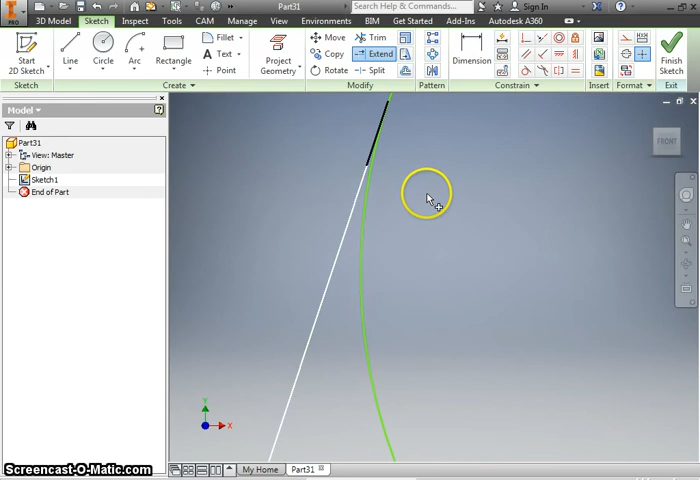 Part31
Search Help & Commands...
Sign In
PRO
3D Model
Sketch
Inspect
Tools
CAM
Manage
View
Environments
BIM
Get Started
Add-Ins
Autodesk A360
Start
2D Sketch
Line
Circle
Arc
Rectangle
Fillet
Text
Point
Project
Geometry
Move
Trim
Copy
Extend
Rotate
Split
Dimension
Finish
Sketch
Sketch
Create
Modify
Pattern
Constrain
Insert
Format
Exit
Model
Part31
View: Master
Origin
Sketch1
End of Part
FRONT
Y
X
My Home
Part31
Screencast-O-Matic.com